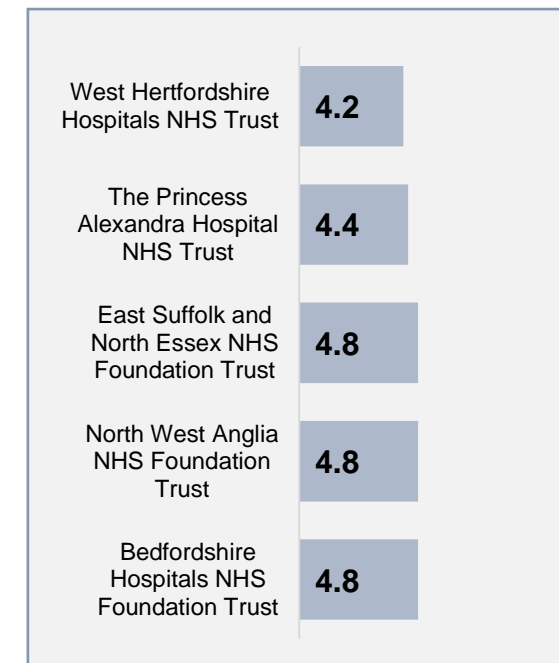 West Hertfordshire
Hospitals NHS Trust
4.2
The Princess
Alexandra Hospital
NHS Trust
4.4
East Suffolk and
North Essex NHS
Foundation Trust
4.8
North West Anglia
NHS Foundation
Trust
4.8
Bedfordshire
Hospitals NHS
Foundation Trust
4.8